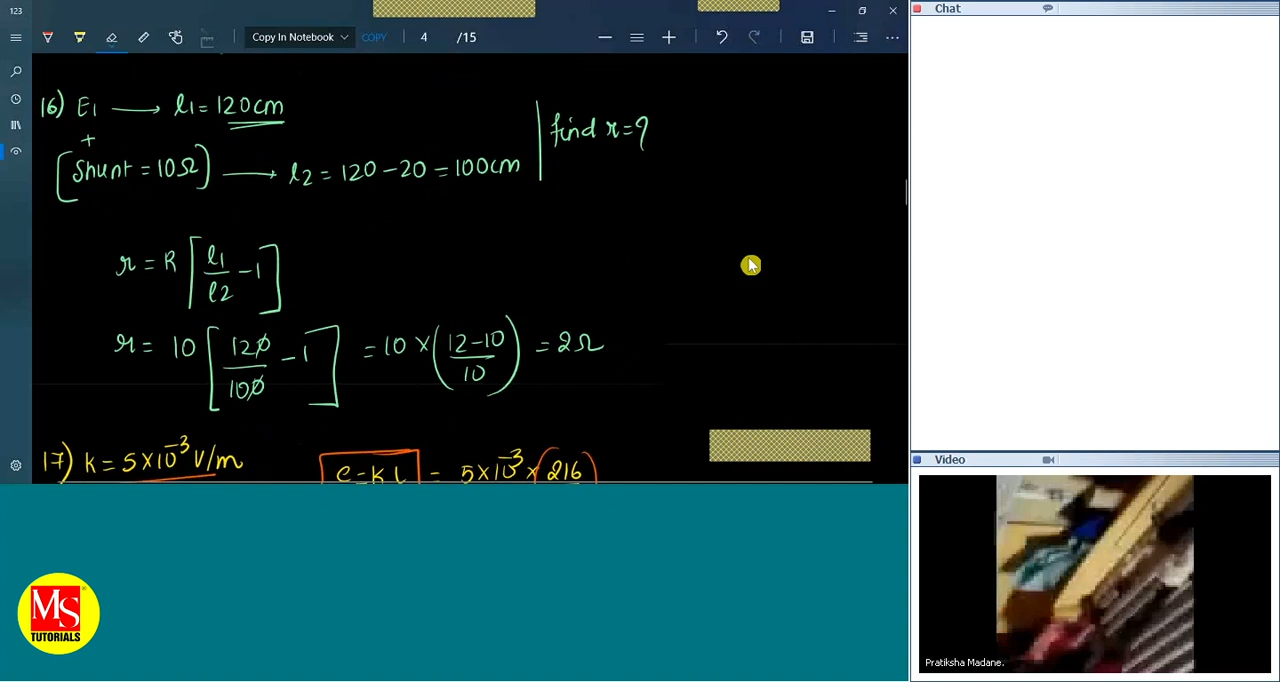 123
Copy In Notebook COPY 4 /15
Chat
16) E1 → l1 = 120cm
+
[Shunt = 10Ω] → l2 = 120 - 20 = 100cm
find r = ?
r = R [l1/l2 - 1]
r = 10 [120/100 - 1] = 10 × (12-10/10) = 2Ω
17) K = 5×10⁻³ V/m
e = K l = 5×10⁻³ × (216)
Video
MS
TUTORIALS
Pratiksha Madane.